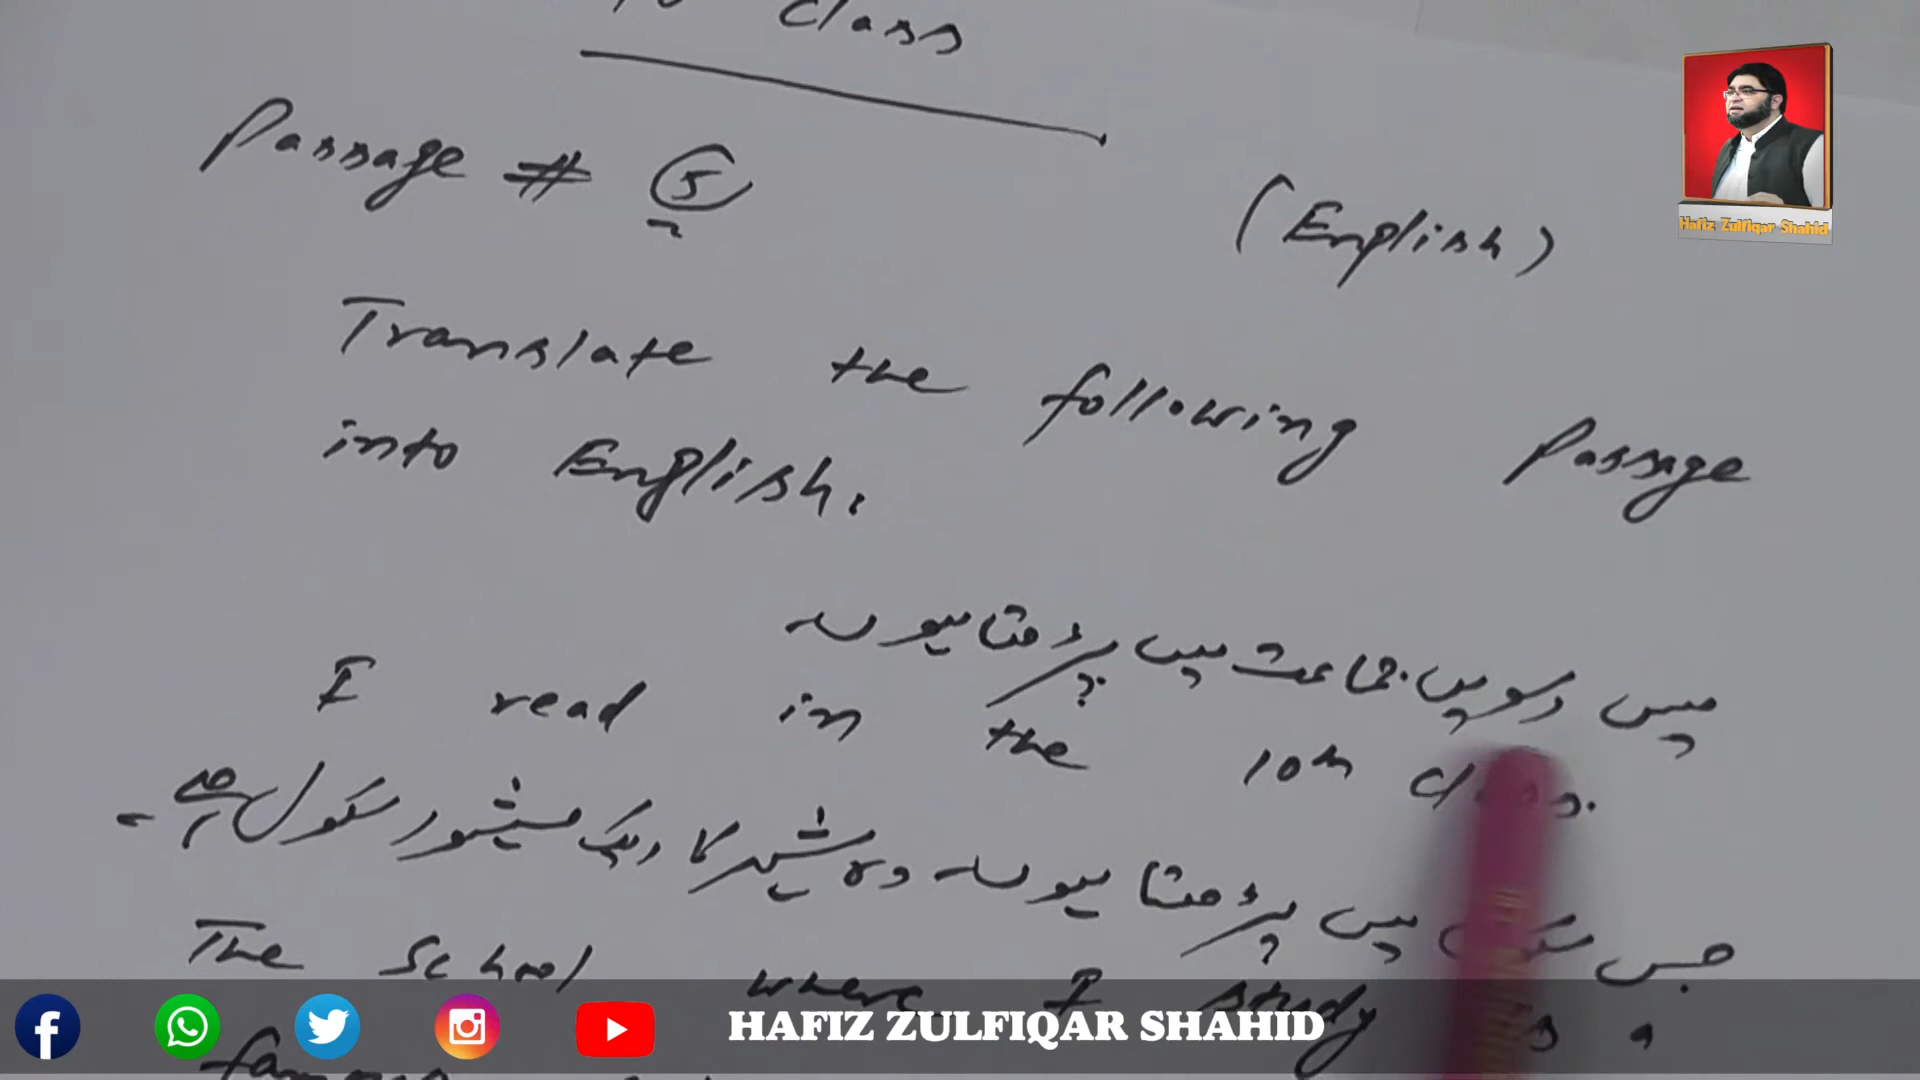 Class
Passage # 5
(English)
Hafiz Zulfiqar Shahid
Translate the following Passage
into English.
میں دسویں جماعت میں پڑھتا ہوں
I read in the 10th class.
جس سکول میں پڑھتا ہوں وہ شہر کا ایک مشہور سکول ہے۔
The School where I study is a
HAFIZ ZULFIQAR SHAHID